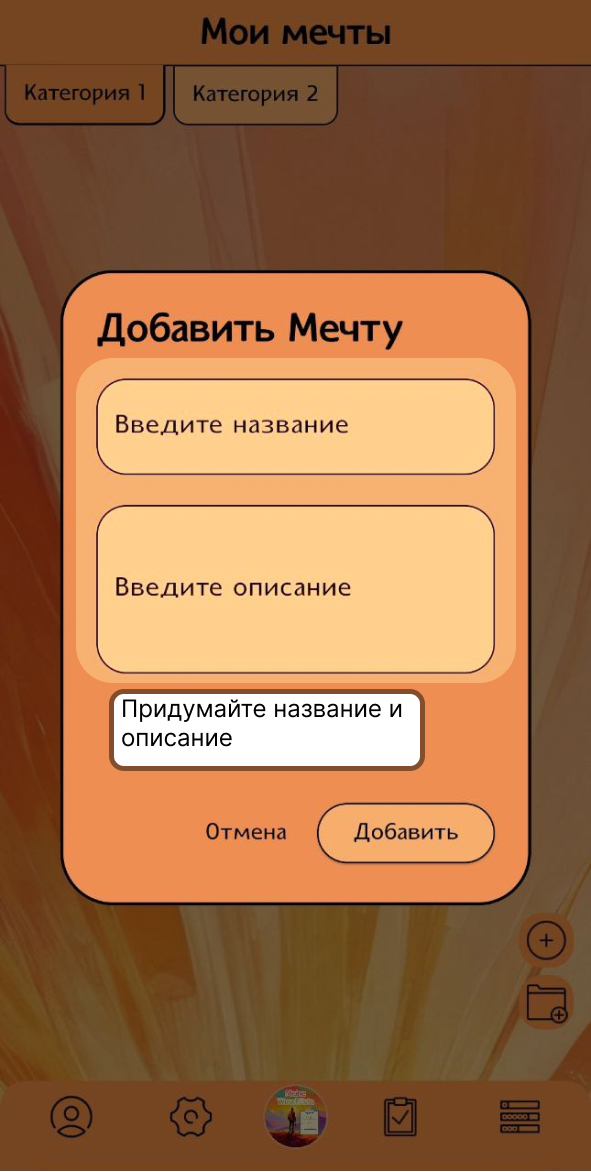 Мои мечты
Категория 1
Категория 2
Добавить Мечту
Введите название
Введите описание
Придумайте название и
описание
Отмена
Добавить